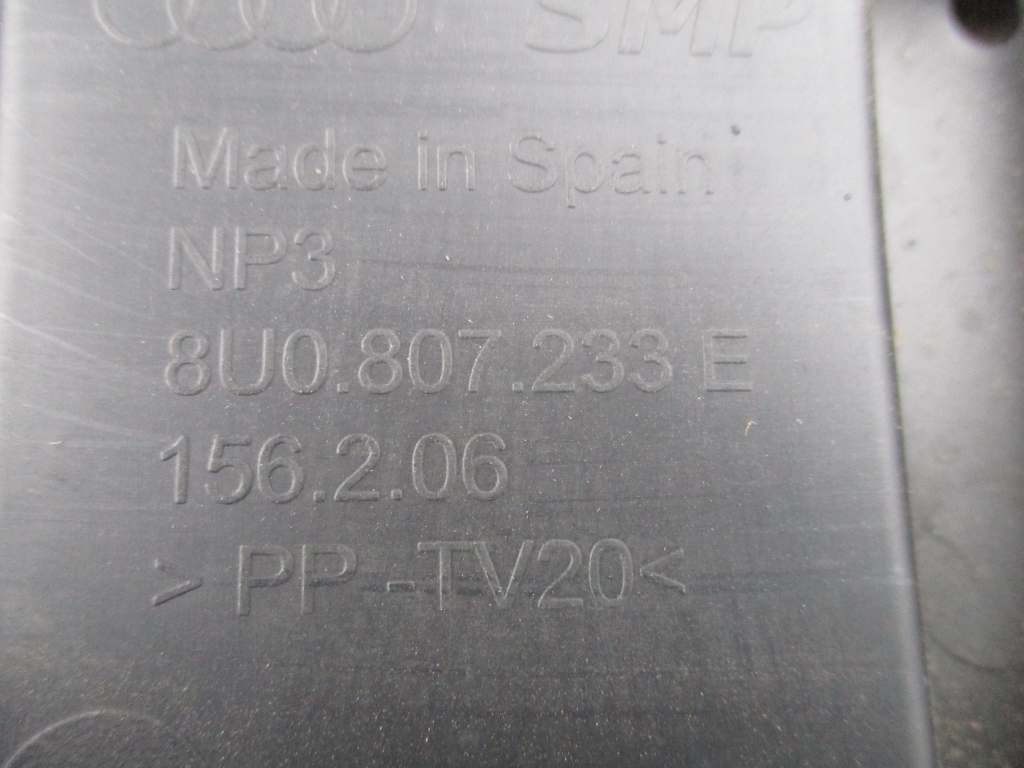 SMP
Made in Spain
NP3
8U0.807.233 E
156.2.06
> PP -TV20<